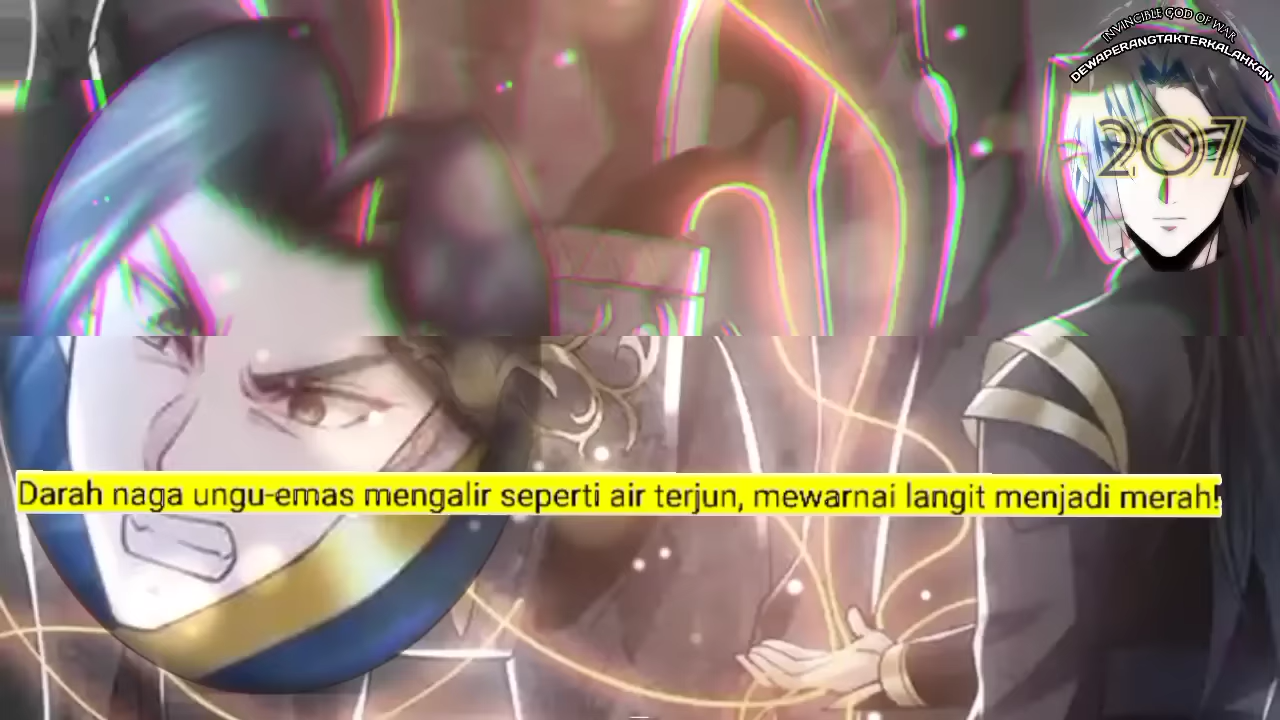 INVINCIBLE GOD OF WAR
DEWAPERANGTAKTERKALAHKAN
207
Darah naga ungu-emas mengalir seperti air terjun, mewarnai langit menjadi merah!